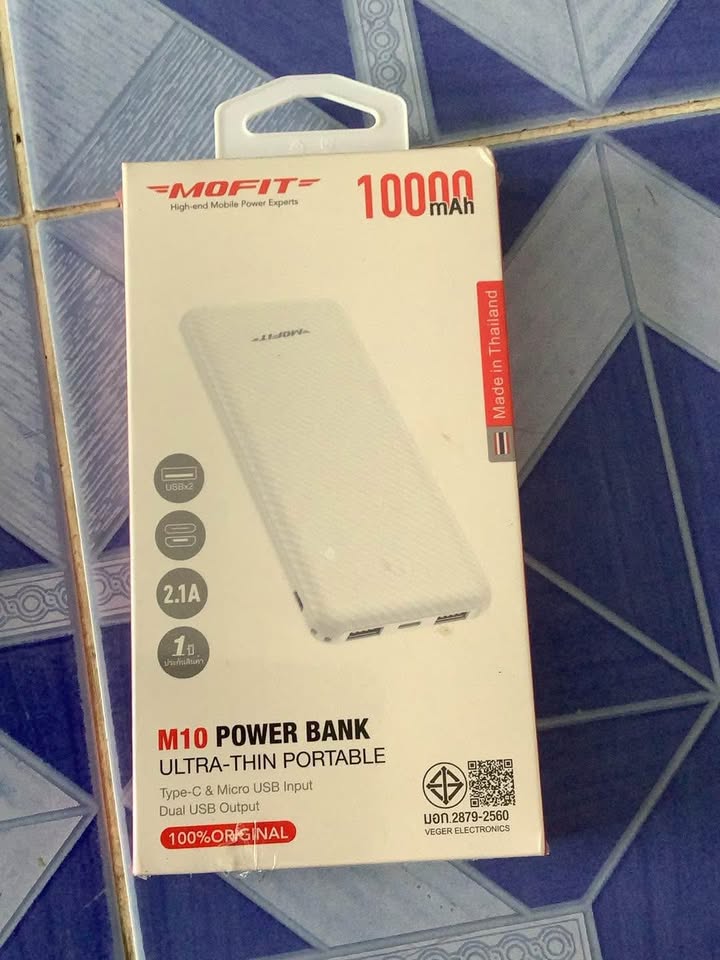 MOFIT
High-end Mobile Power Experts
10000
mAh
Made in Thailand
MOFIT
USBx2
2.1A
1 ปี
ประกันสินค้า
M10 POWER BANK
ULTRA-THIN PORTABLE
Type-C & Micro USB Input
Dual USB Output
100%ORIGINAL
มอก.2879-2560
VEGER ELECTRONICS